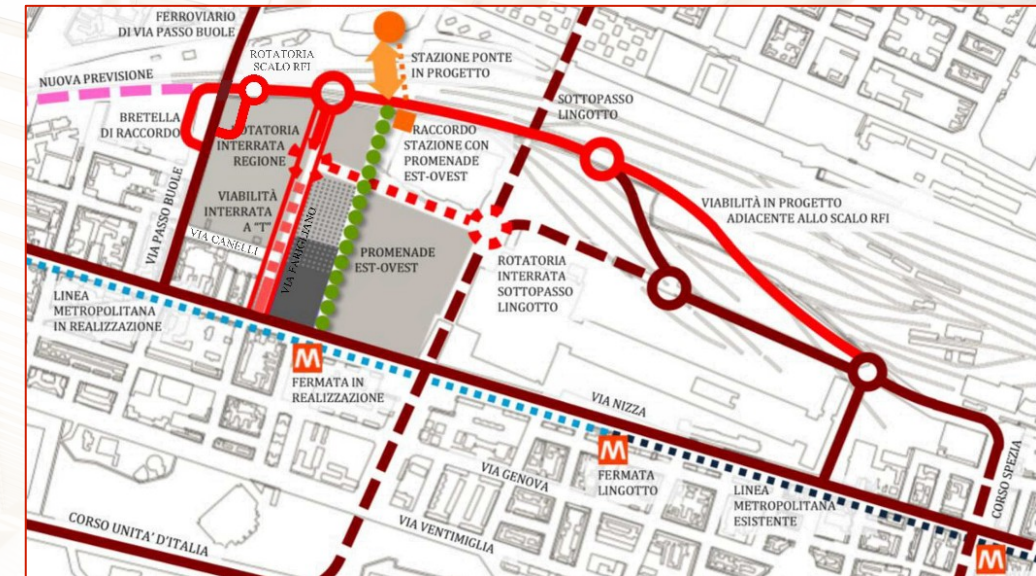 FERROVIARIO
DI VIA PASSO BUOLE
ROTATORIA
SCALO RFI
STAZIONE PONTE
IN PROGETTO
NUOVA PREVISIONE
SOTTOPASSO
LINGOTTO
BRETELLA
DI RACCORDO
ROTATORIA
INTERRATA
REGIONE
RACCORDO
STAZIONE CON
PROMENADE
EST-OVEST
VIABILITÀ
INTERRATA
A "T"
VIABILITÀ IN PROGETTO
ADIACENTE ALLO SCALO RFI
VIA PASSO BUOLE
VIA CANELLI
VIA FARIGLIANO
PROMENADE
EST-OVEST
ROTATORIA
INTERRATA
SOTTOPASSO
LINGOTTO
LINEA
METROPOLITANA
IN REALIZZAZIONE
M
FERMATA IN
REALIZZAZIONE
VIA NIZZA
M
FERMATA
LINGOTTO
VIA GENOVA
LINEA
METROPOLITANA
ESISTENTE
CORSO SPEZIA
VIA VENTIMIGLIA
CORSO UNITA' D'ITALIA
M